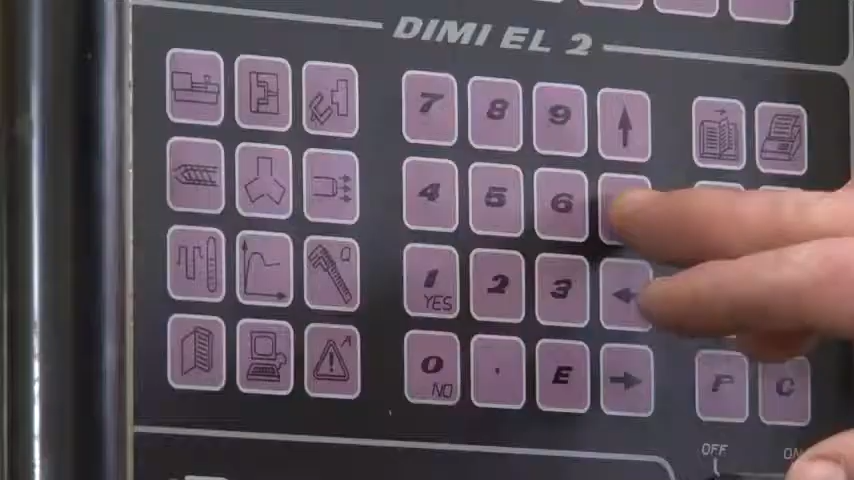 DIMI EL 2
7 8 9
4 5 6
1 2 3
YES
0 . E
NO
P C
OFF ON